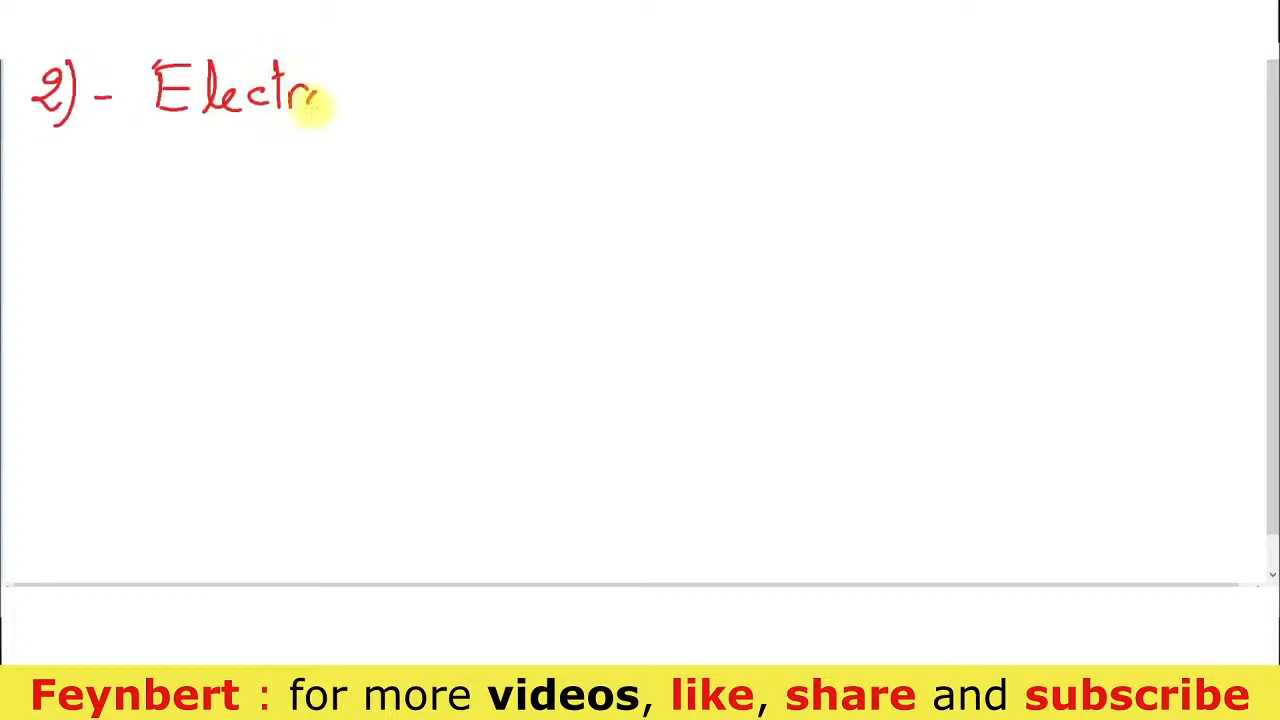 2)- Electr
Feynbert : for more videos, like, share and subscribe